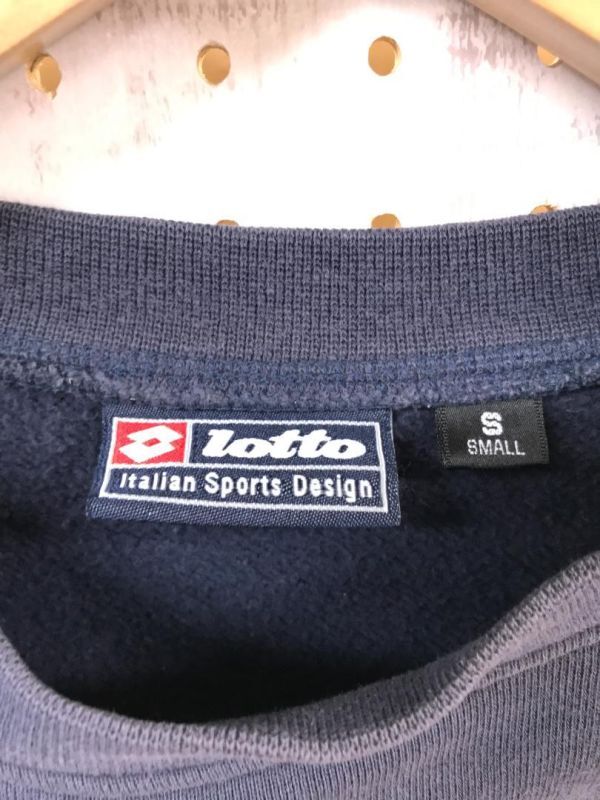 lotto
Italian Sports Design
S
SMALL